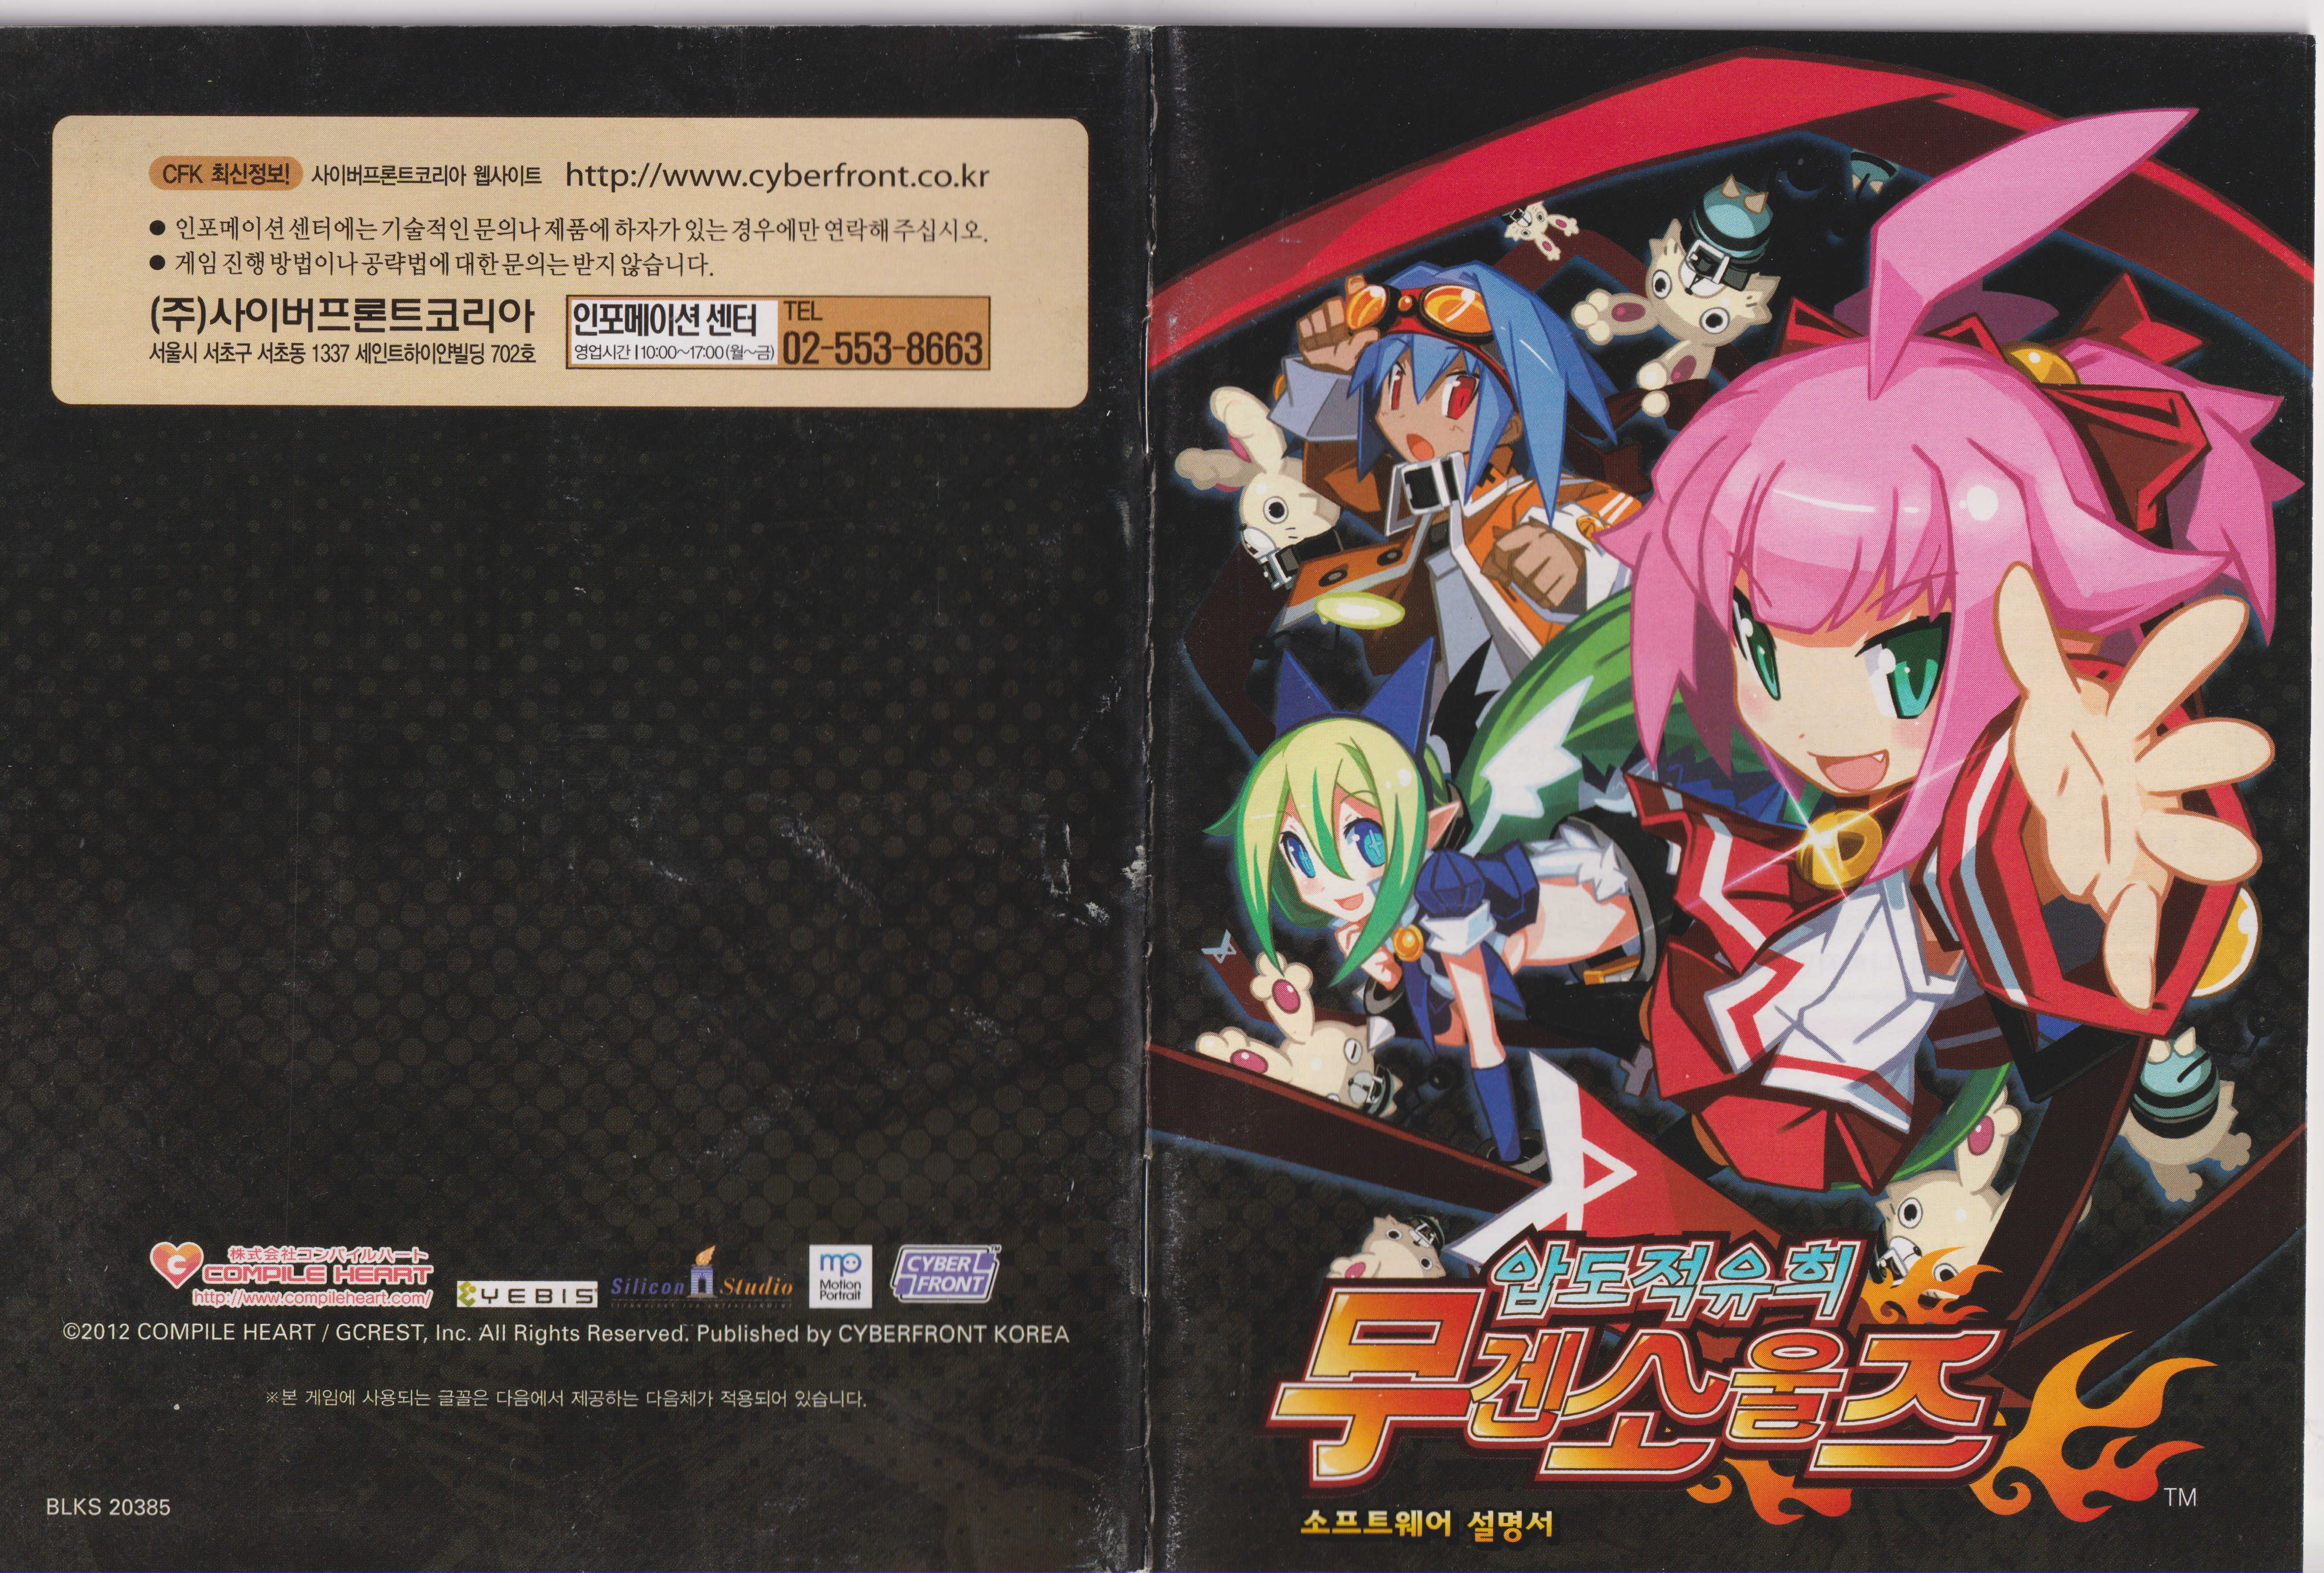 CFK 최신정보! 사이버프론트코리아 웹사이트 http://www.cyberfront.co.kr
● 인포메이션 센터에는 기술적인 문의나 제품에 하자가 있는 경우에만 연락해 주십시오.
● 게임 진행 방법이나 공략법에 대한 문의는 받지 않습니다.
(주)사이버프론트코리아
서울시 서초구 서초동 1337 세인트하이얀빌딩 702호
인포메이션 센터
영업시간 | 10:00~17:00 (월~금)
TEL
02-553-8663
株式会社コンパイルハート
COMPILE HEART
http://www.compileheart.com/
YEBIS
Silicon Studio
mp
Motion
Portrait
CYBER
FRONT
TM
©2012 COMPILE HEART / GCREST, Inc. All Rights Reserved. Published by CYBERFRONT KOREA
※본 게임에 사용되는 글꼴은 다음에서 제공하는 다음체가 적용되어 있습니다.
BLKS 20385
압도적유희
무겐소울즈
TM
소프트웨어 설명서